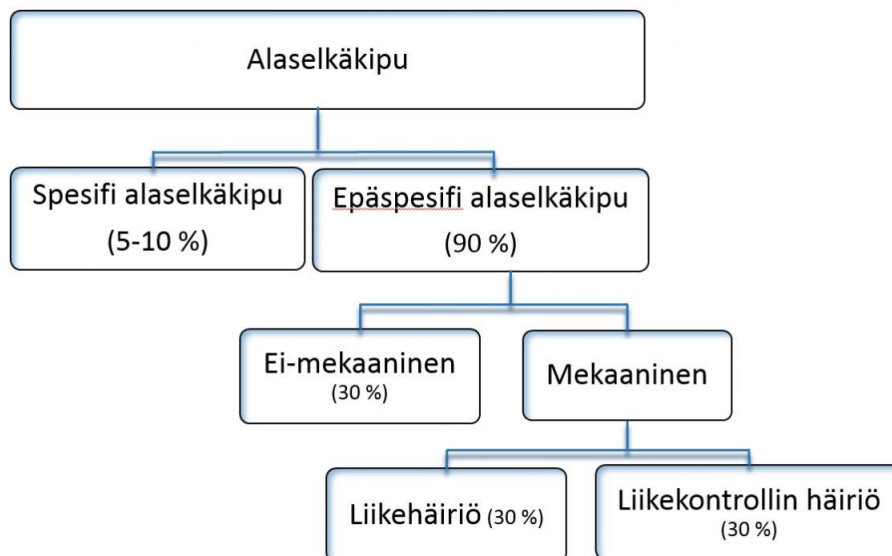 Alaselkäkipu
Spesifi alaselkäkipu
(5-10 %)
Epäspesifi alaselkäkipu
(90 %)
Ei-mekaaninen
(30 %)
Mekaaninen
Liikehäiriö (30 %)
Liikekontrollin häiriö
(30 %)